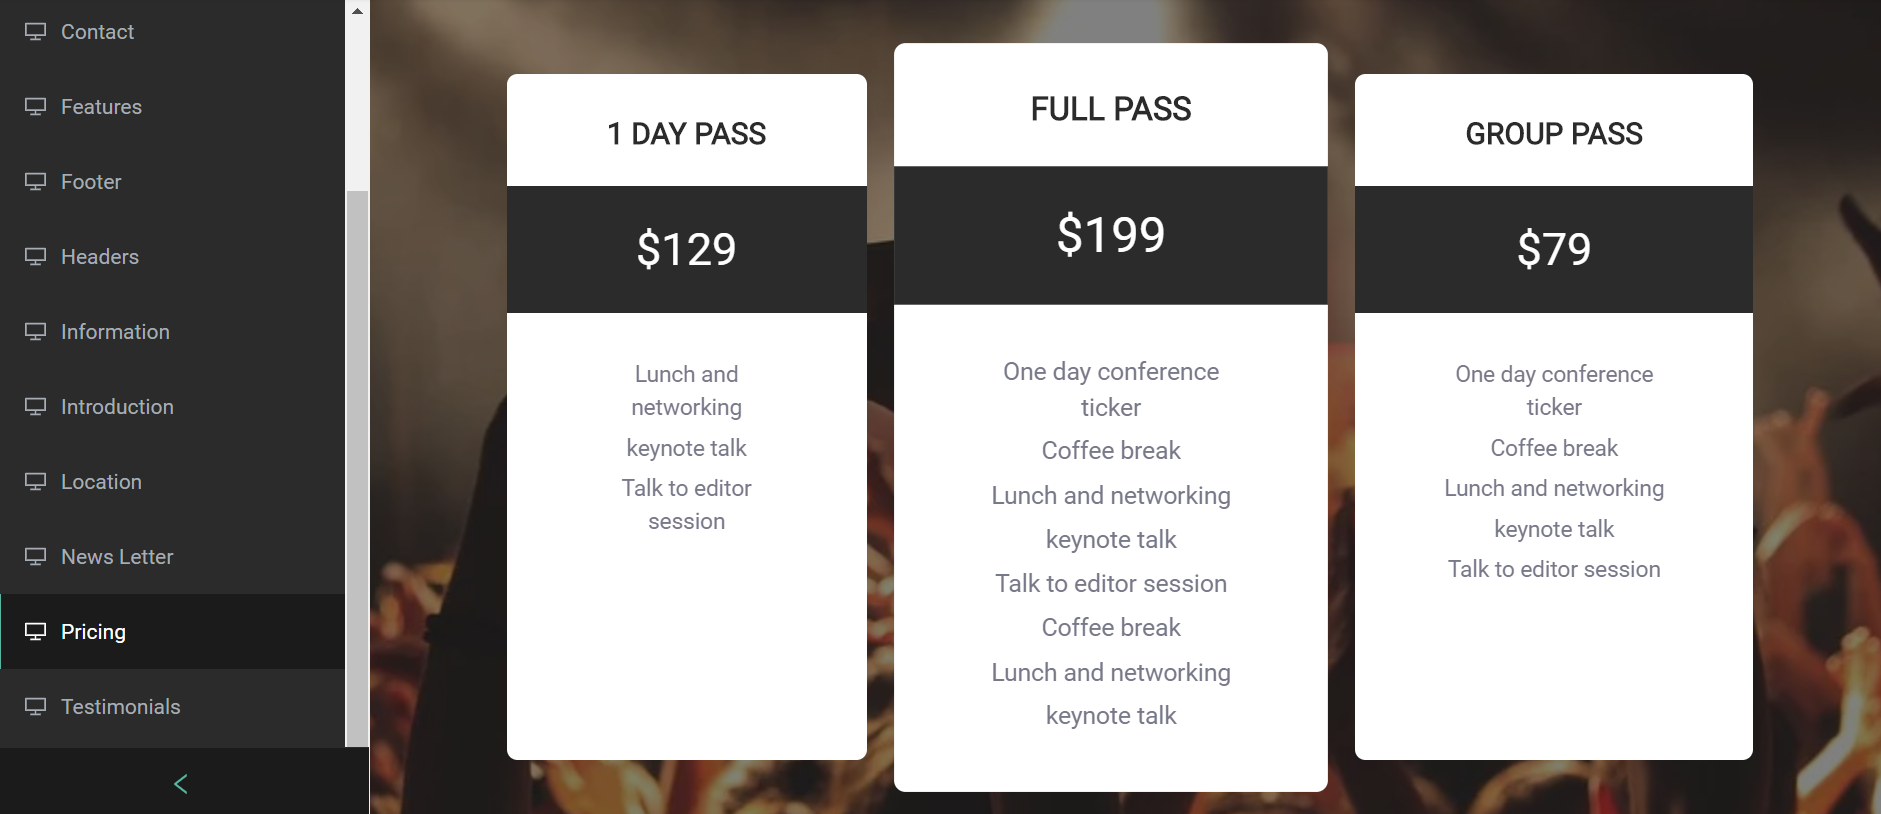 Contact
Features
Footer
Headers
Information
Introduction
Location
News Letter
Pricing
Testimonials
1 DAY PASS
$129
Lunch and
networking
keynote talk
Talk to editor
session
FULL PASS
$199
One day conference
ticker
Coffee break
Lunch and networking
keynote talk
Talk to editor session
Coffee break
Lunch and networking
keynote talk
GROUP PASS
$79
One day conference
ticker
Coffee break
Lunch and networking
keynote talk
Talk to editor session